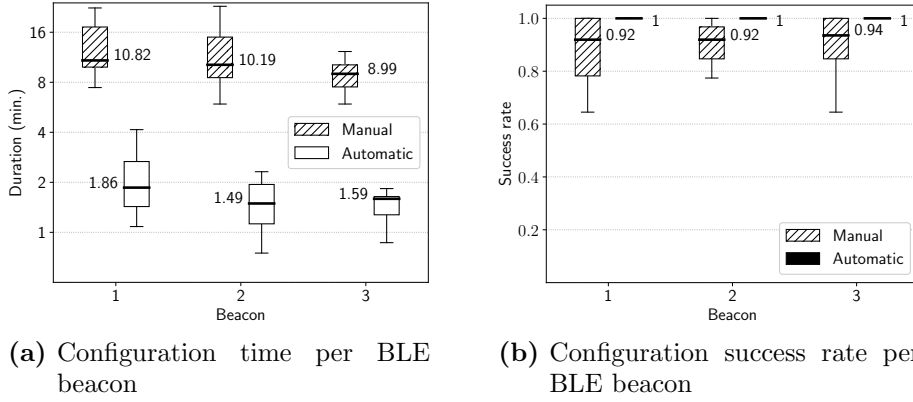 16
8
4
2
1
Duration (min.)
10.82
10.19
8.99
1.86
1.49
1.59
Manual
Automatic
1 2 3
Beacon
(a) Configuration time per BLE
beacon
1.0
0.8
0.6
0.4
0.2
Success rate
0.92
1
0.92
1
0.94
1
Manual
Automatic
1 2 3
Beacon
(b) Configuration success rate per
BLE beacon